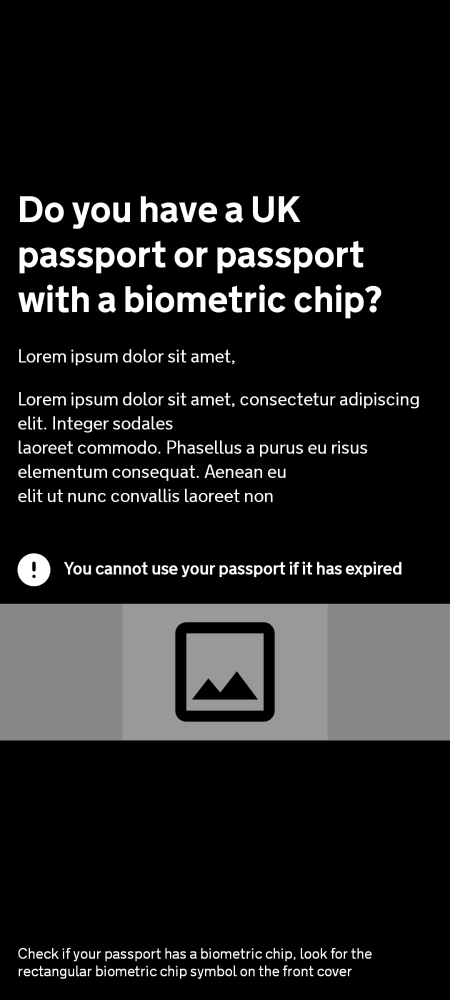 Do you have a UK
passport or passport
with a biometric chip?
Lorem ipsum dolor sit amet,
Lorem ipsum dolor sit amet, consectetur adipiscing
elit. Integer sodales
laoreet commodo. Phasellus a purus eu risus
elementum consequat. Aenean eu
elit ut nunc convallis laoreet non
You cannot use your passport if it has expired
Check if your passport has a biometric chip, look for the
rectangular biometric chip symbol on the front cover